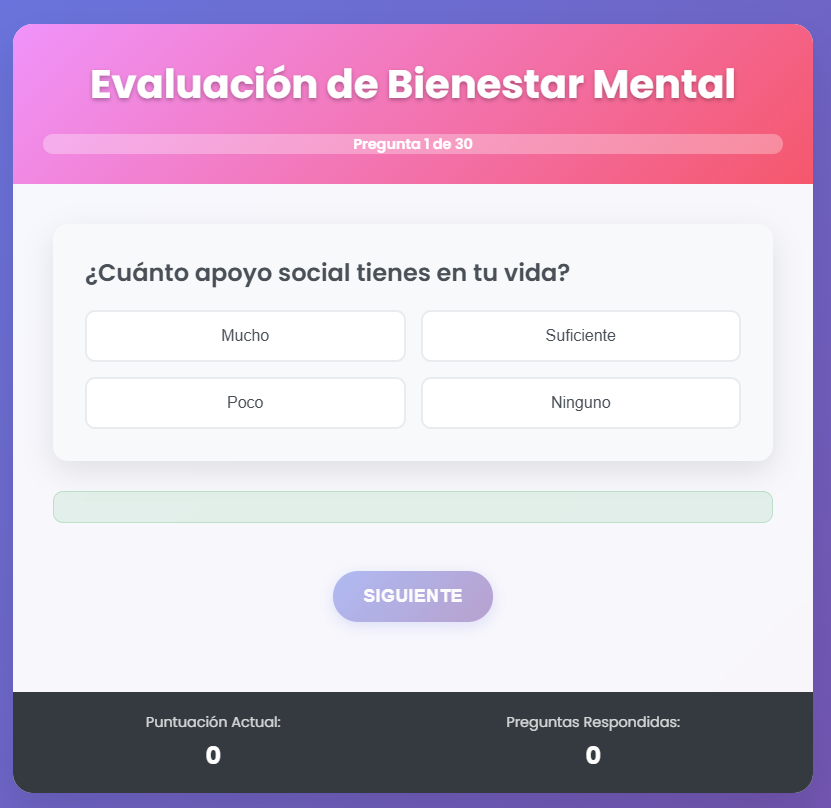 Evaluación de Bienestar Mental
Pregunta 1 de 30
¿Cuánto apoyo social tienes en tu vida?
Mucho
Suficiente
Poco
Ninguno
SIGUIENTE
Puntuación Actual:
Preguntas Respondidas:
0
0